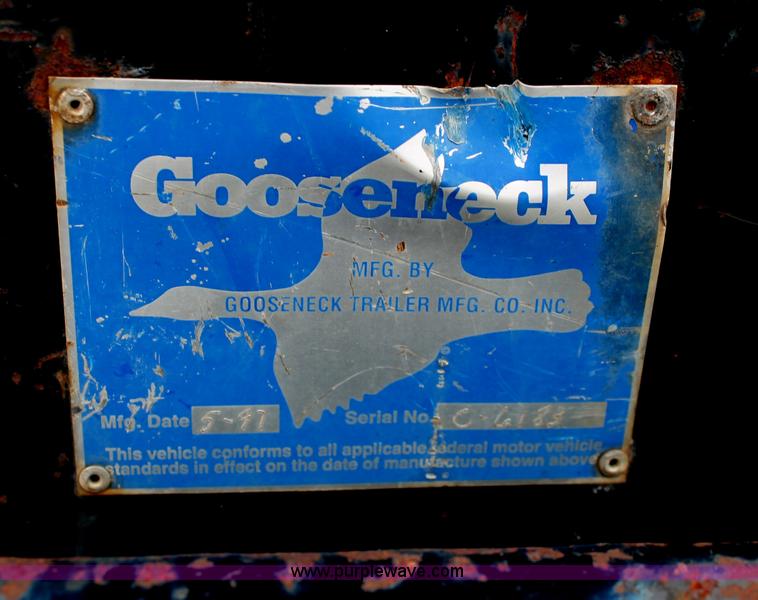 Gooseneck
MFG. BY
GOOSENECK TRAILER MFG. CO. INC.
Mfg. Date 5-97 Serial No. C-6183
This vehicle conforms to all applicable federal motor vehicle
standards in effect on the date of manufacture shown above
www.purplewave.com